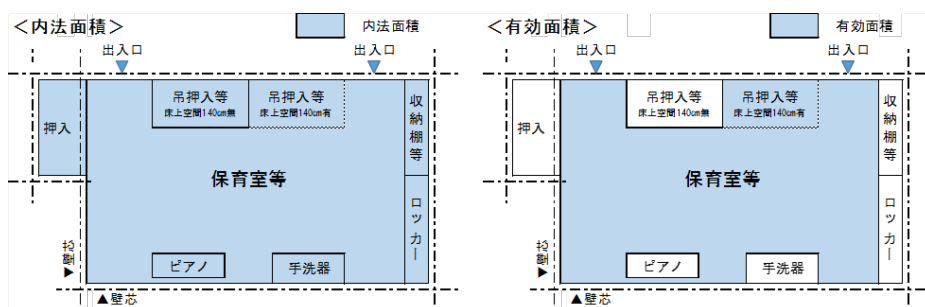 ＜内法面積＞
内法面積
出入口
出入口
押入
吊押入等
床上空間140㎝無
吊押入等
床上空間140㎝有
収納棚等
保育室等
ロッカー
ピアノ
手洗器
▲壁芯
▲壁芯
＜有効面積＞
有効面積
出入口
出入口
押入
吊押入等
床上空間140㎝無
吊押入等
床上空間140㎝有
収納棚等
保育室等
ロッカー
ピアノ
手洗器
▲壁芯
▲壁芯